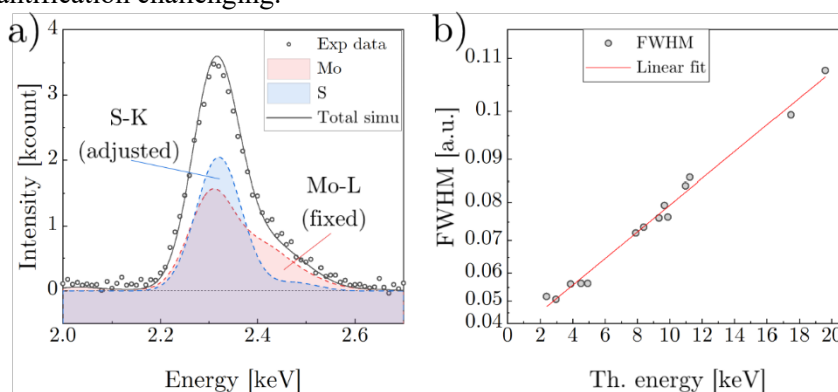 antification challenging.
a)
b)
Exp data
Mo
S
Total simu
S-K
(adjusted)
Mo-L
(fixed)
4
3
2
1
0
Intensity [kcount]
2.0 2.2 2.4 2.6
Energy [keV]
FWHM
Linear fit
0.11
0.1
0.09
0.08
0.07
0.06
0.05
0.04
FWHM [a.u.]
0 2 4 6 8 10 12 14 16 18 20
Th. energy [keV]